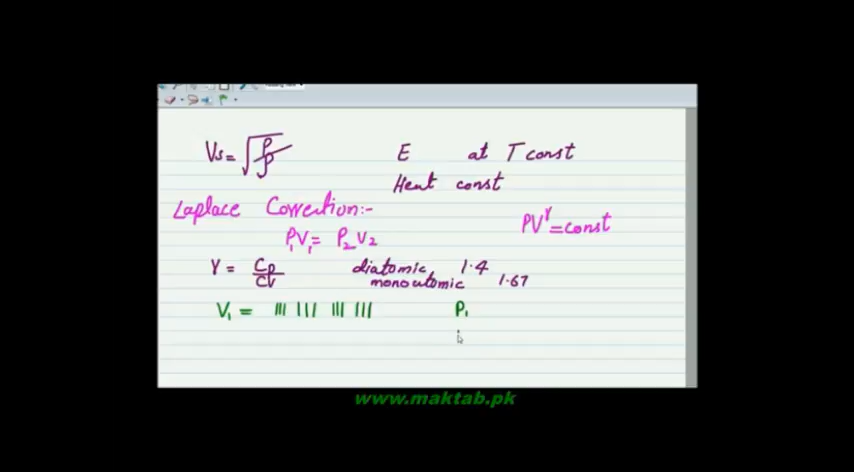 Vs = √P/ρ E at T const
Heat const
Laplace Correction:-
PV^γ = const
P₁V₁ = P₂V₂
γ = Cp/Cv diatomic 1.4
monoatomic 1.67
V₁ = ||| ||| ||| ||| P₁
www.maktab.pk